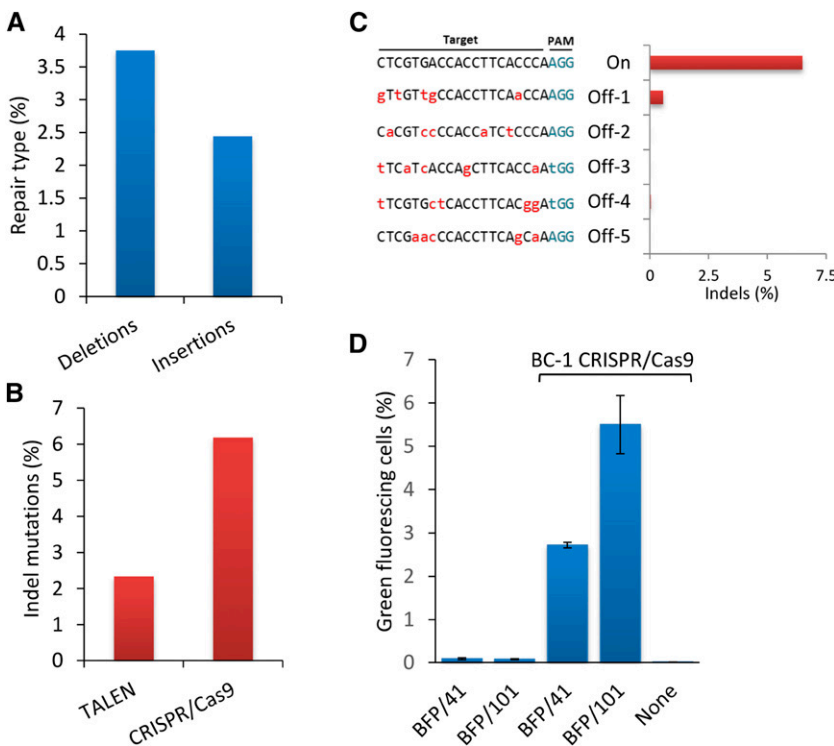 A
Repair type (%)
4
3.5
3
2.5
2
1.5
1
0.5
0
Deletions
Insertions
B
Indel mutations (%)
7
6
5
4
3
2
1
0
TALEN
CRISPR/Cas9
C
Target PAM
CTCGTGACCACCTTCACCCAAGG On
gTtGTtgCCACCTTCAaCCAAGG Off-1
CaCGTccCCACCaTCtCCCAAGG Off-2
tTCaTcACCAgCTTCACCaAtGG Off-3
tTCGTGctCACCTTCACggAtGG Off-4
CTCGaacCCACCTTCAgCaAAGG Off-5
0 2.5 5 7.5
Indels (%)
D
BC-1 CRISPR/Cas9
Green fluorescing cells (%)
7
6
5
4
3
2
1
0
BFP/41
BFP/101
BFP/41
BFP/101
None